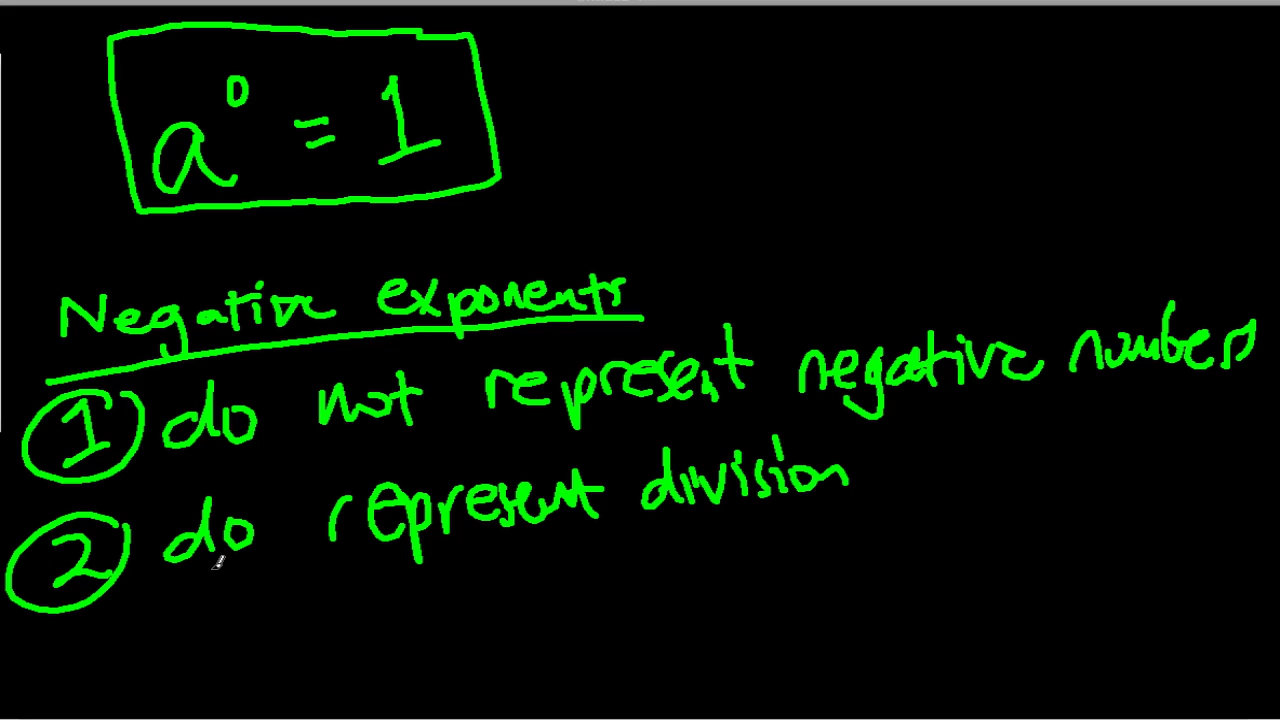 a⁰ = 1
Negative exponents
1 do not represent negative numbers
2 do represent division